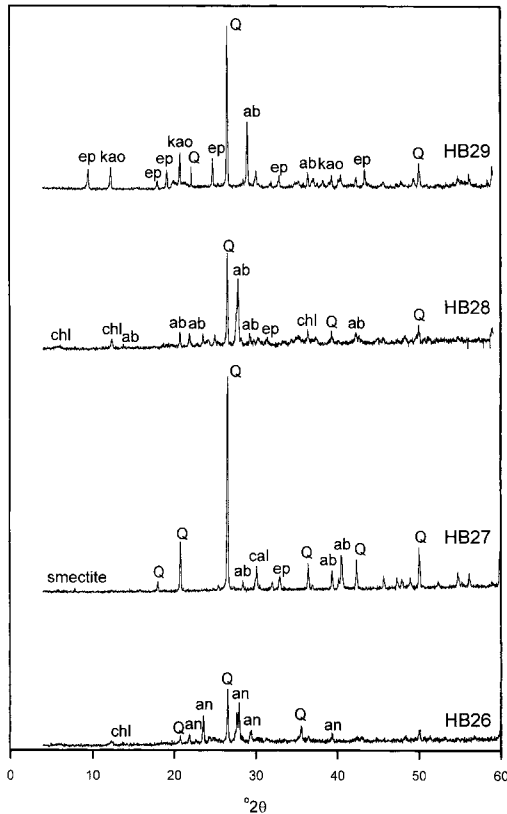 Q
ab
HB29
kao
ep
ep kao
Q
ep
ep
ep
ab
kao
ep
Q
Q
ab
HB28
chl
chl
ab
ab
ab
ab
ep
chl
Q
ab
Q
Q
HB27
smectite
Q
Q
ab
cal
ep
Q
ab
ab
Q
Q
Q
an
HB26
chl
Q
an
an
an
Q
an
0 10 20 30 40 50 60
°2θ